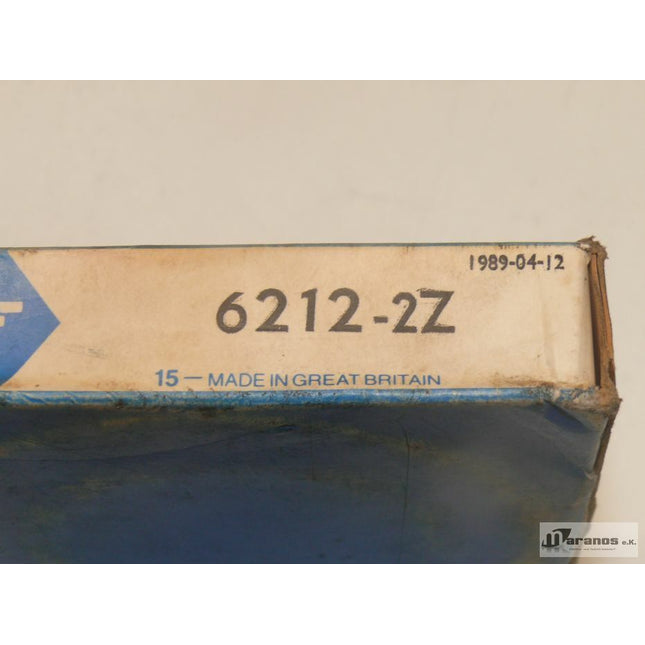 1989-04-12
6212-2Z
15 — MADE IN GREAT BRITAIN
Maranos e.K.